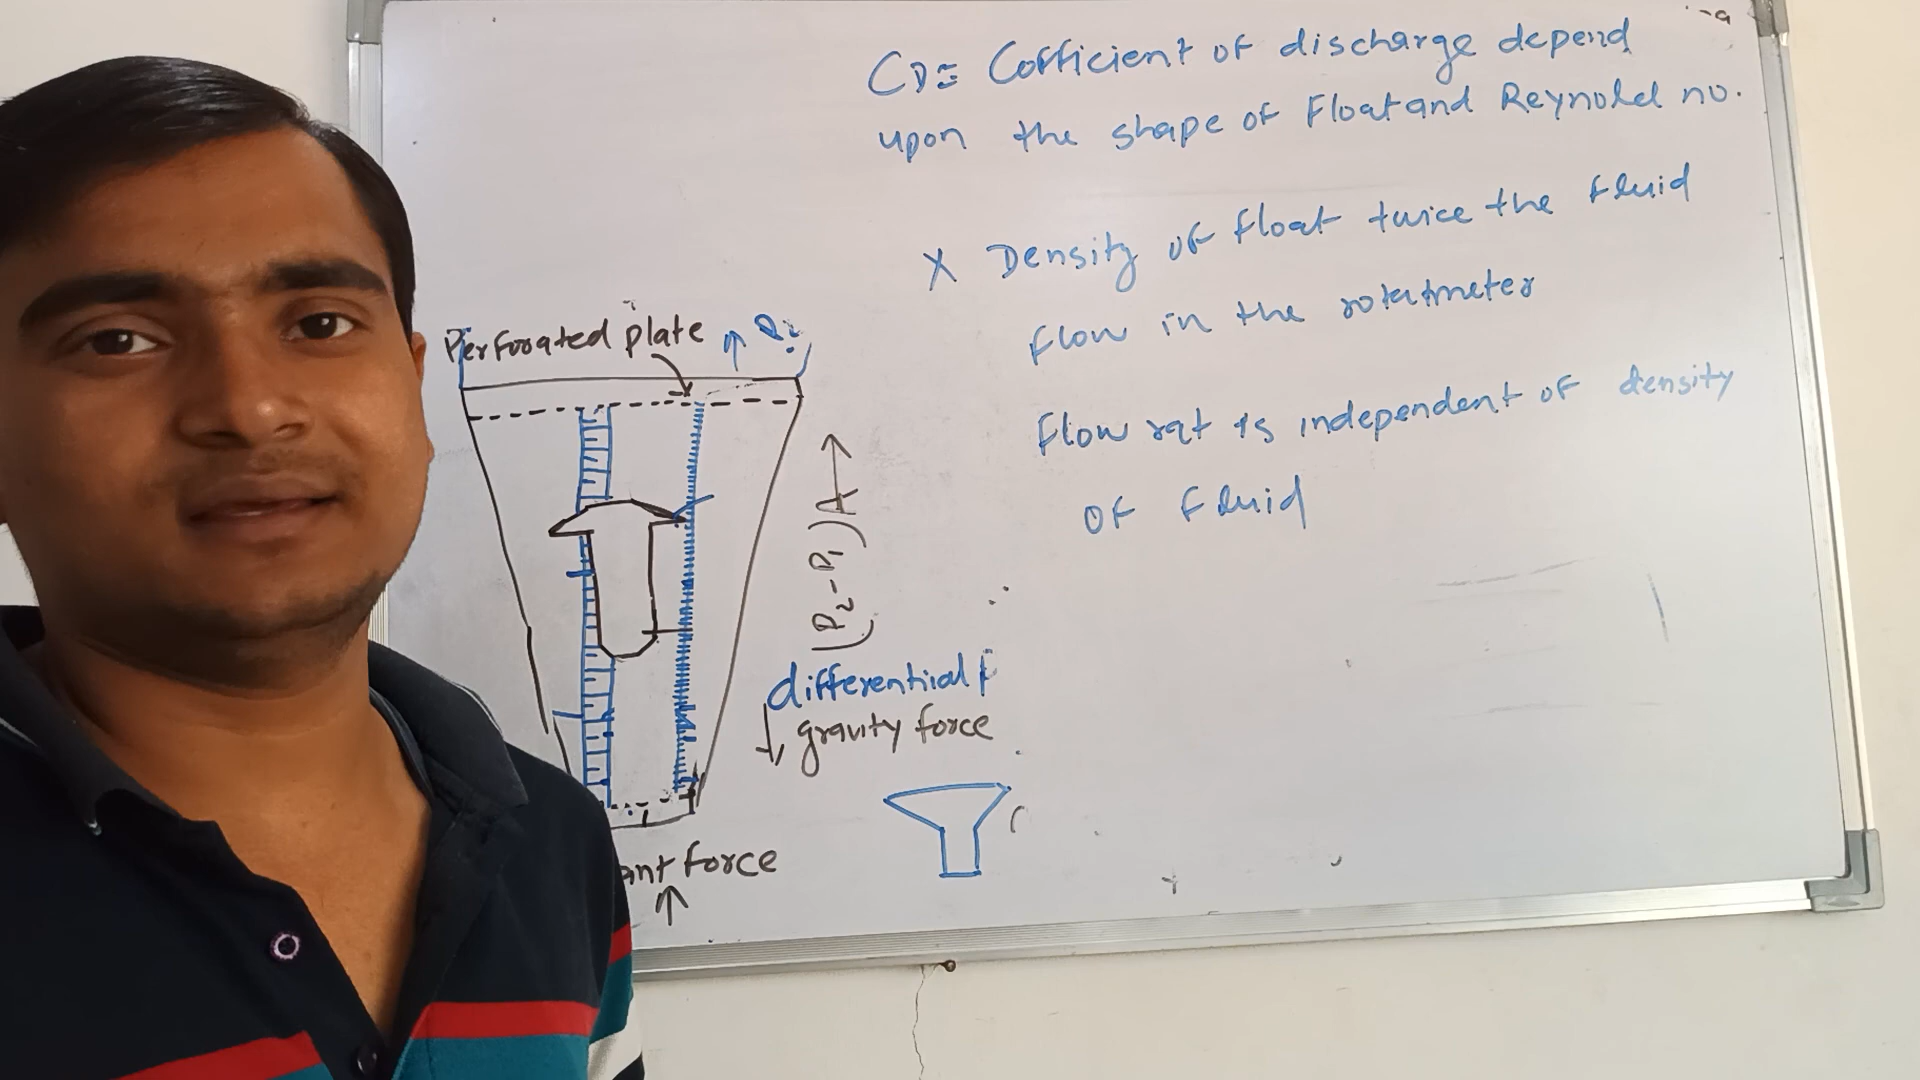 CD= Cofficient of discharge depend
upon the shape of Float and Reynold no.
X Density of float twice the fluid
flow in the rotatmeter
flow rat is independent of density
of fluid
Perforated plate
(P2-P1)A
differential
gravity force
ant force